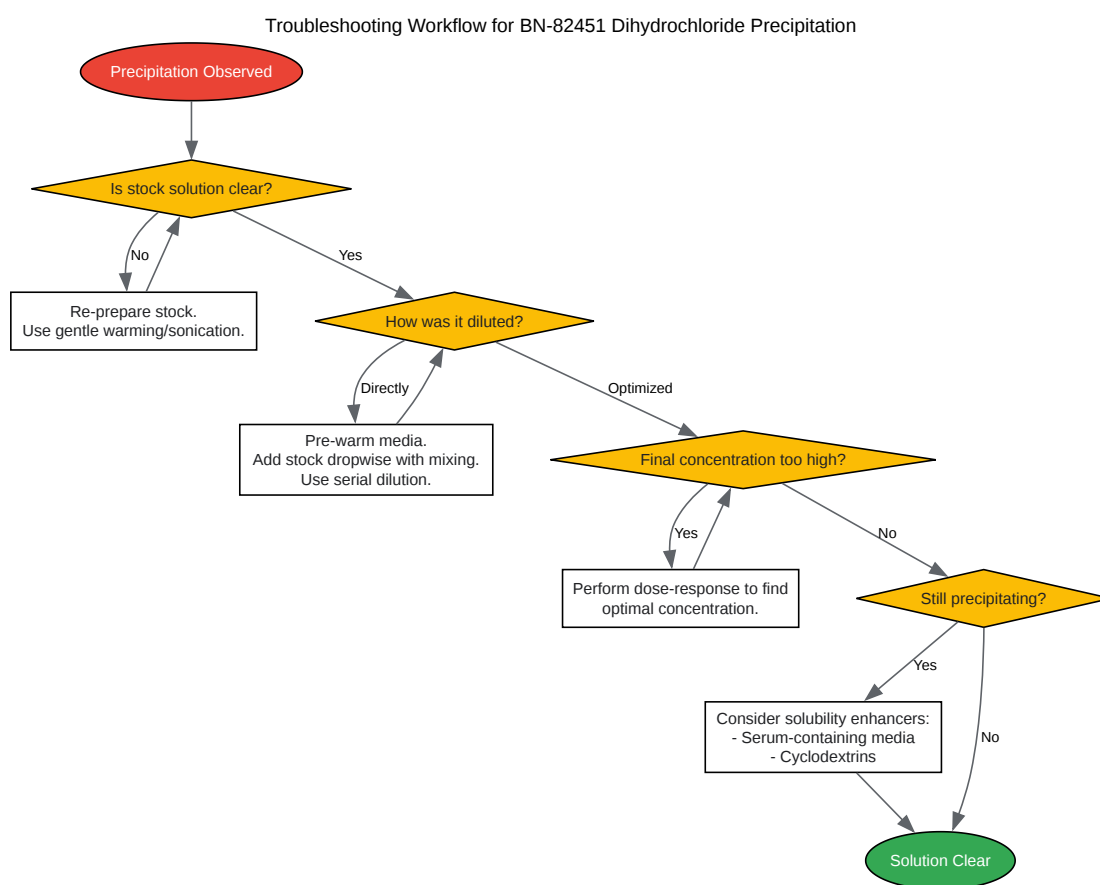 Troubleshooting Workflow for BN-82451 Dihydrochloride Precipitation
Precipitation Observed
Is stock solution clear?
No
Yes
Re-prepare stock.
Use gentle warming/sonication.
How was it diluted?
Directly
Optimized
Pre-warm media.
Add stock dropwise with mixing.
Use serial dilution.
Final concentration too high?
Yes
No
Perform dose-response to find
optimal concentration.
Still precipitating?
Yes
No
Consider solubility enhancers:
- Serum-containing media
- Cyclodextrins
Solution Clear